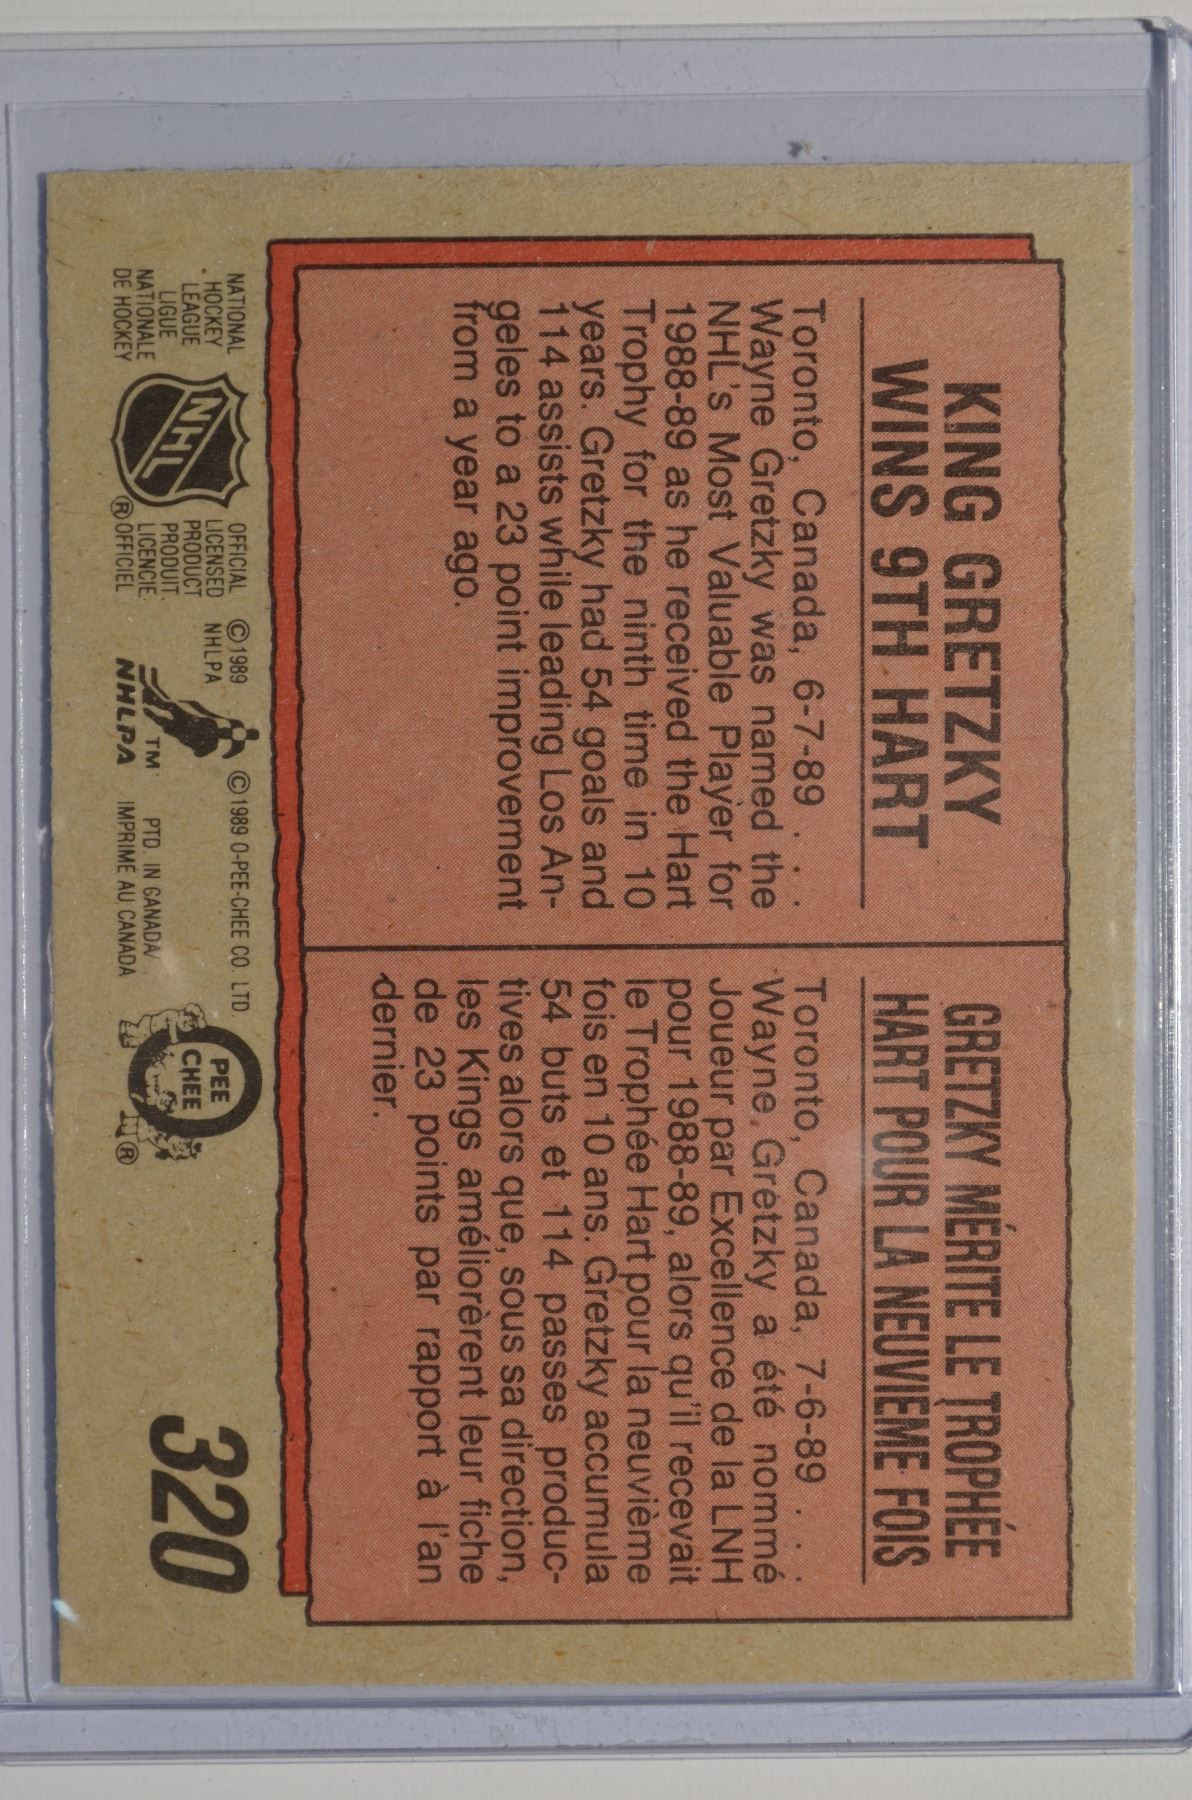 KING GRETZKY
WINS 9TH HART
Toronto, Canada, 6-7-89 . . .
Wayne Gretzky was named the
NHL's Most Valuable Player for
1988-89 as he received the Hart
Trophy for the ninth time in 10
years. Gretzky had 54 goals and
114 assists while leading Los An-
geles to a 23 point improvement
from a year ago.
GRETZKY MÉRITE LE TROPHÉE
HART POUR LA NEUVIEME FOIS
Toronto, Canada, 7-6-89 . . .
Wayne Gretzky a été nommé
Joueur par Excellence de la LNH
pour 1988-89, alors qu'il recevait
le Trophée Hart pour la neuvième
fois en 10 ans. Gretzky accumula
54 buts et 114 passes produc-
tives alors que, sous sa direction,
les Kings améliorèrent leur fiche
de 23 points par rapport à l'an
dernier.
NATIONAL
HOCKEY
LEAGUE
LIGUE
NATIONALE
DE HOCKEY
NHL
®
OFFICIAL
LICENSED
PRODUCT
PRODUIT
LICENCIE
OFFICIEL
©1989
NHLPA
TM
NHLPA
©1989 O-PEE-CHEE CO. LTD
PTD. IN CANADA/
IMPRIMÉ AU CANADA
PEE
CHEE
®
320